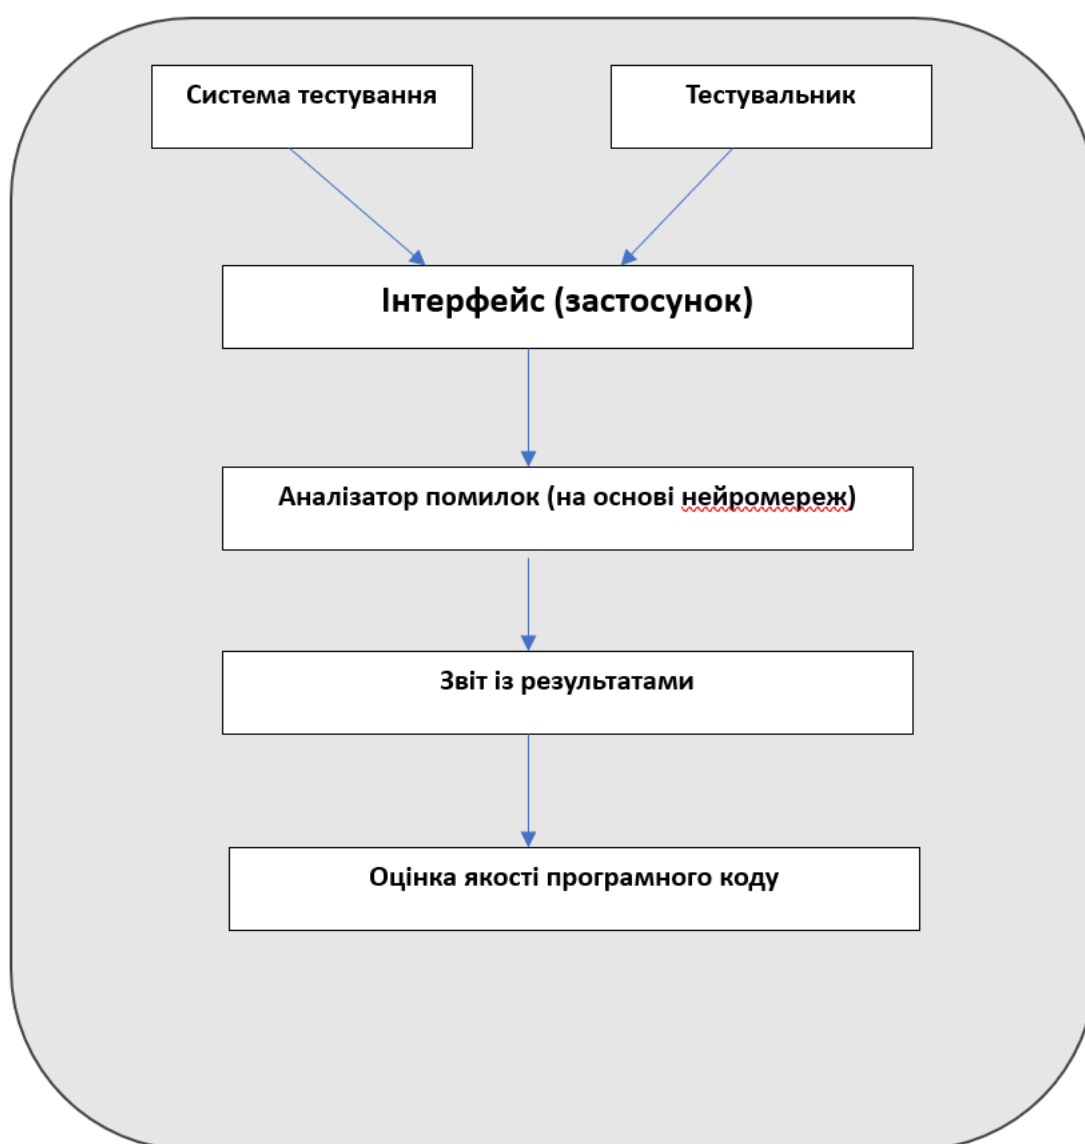 Система тестування
Тестувальник
Інтерфейс (застосунок)
Аналізатор помилок (на основі нейромереж)
Звіт із результатами
Оцінка якості програмного коду